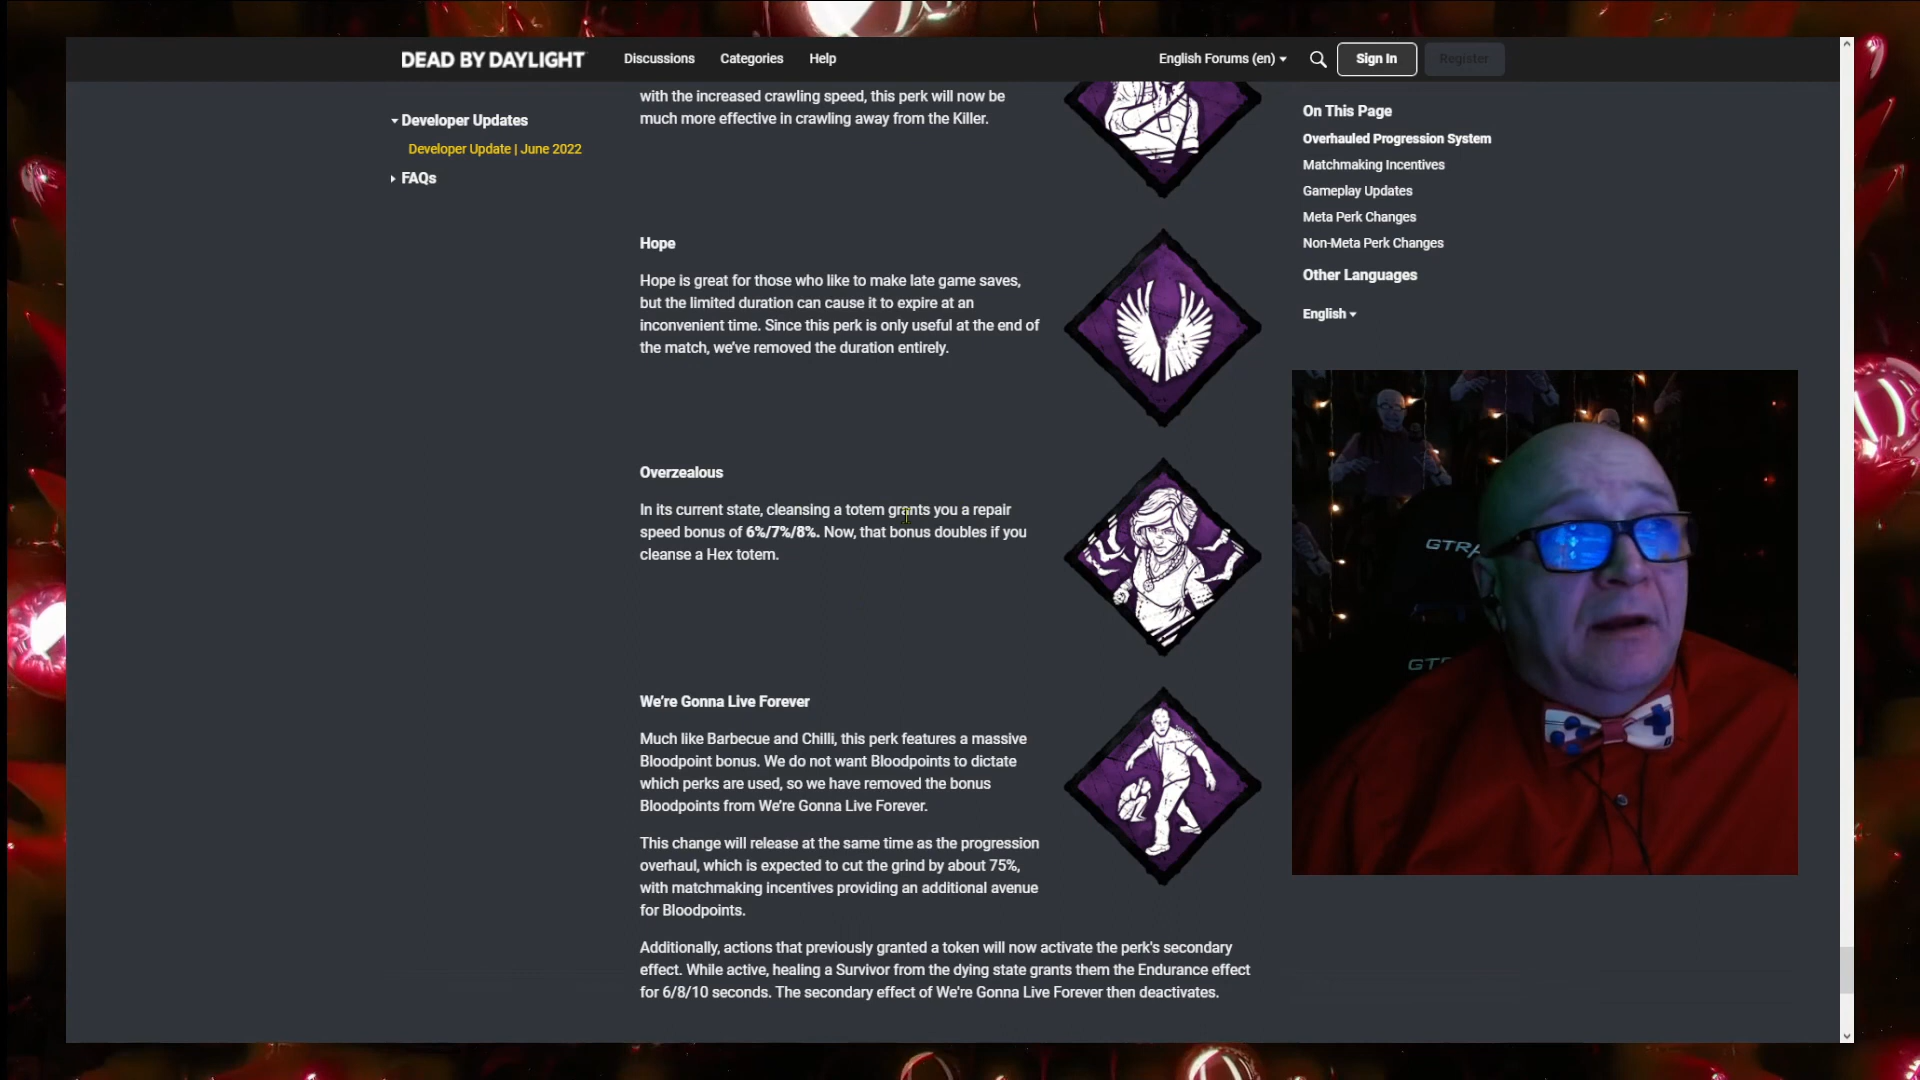 DEAD BY DAYLIGHT
Discussions
Categories
Help
English Forums (en)
Sign In
Register
Developer Updates
Developer Update | June 2022
FAQs
with the increased crawling speed, this perk will now be
much more effective in crawling away from the Killer.
Hope
Hope is great for those who like to make late game saves,
but the limited duration can cause it to expire at an
inconvenient time. Since this perk is only useful at the end of
the match, we've removed the duration entirely.
Overzealous
In its current state, cleansing a totem grants you a repair
speed bonus of 6%/7%/8%. Now, that bonus doubles if you
cleanse a Hex totem.
We're Gonna Live Forever
Much like Barbecue and Chilli, this perk features a massive
Bloodpoint bonus. We do not want Bloodpoints to dictate
which perks are used, so we have removed the bonus
Bloodpoints from We're Gonna Live Forever.
This change will release at the same time as the progression
overhaul, which is expected to cut the grind by about 75%,
with matchmaking incentives providing an additional avenue
for Bloodpoints.
Additionally, actions that previously granted a token will now activate the perk's secondary
effect. While active, healing a Survivor from the dying state grants them the Endurance effect
for 6/8/10 seconds. The secondary effect of We're Gonna Live Forever then deactivates.
On This Page
Overhauled Progression System
Matchmaking Incentives
Gameplay Updates
Meta Perk Changes
Non-Meta Perk Changes
Other Languages
English